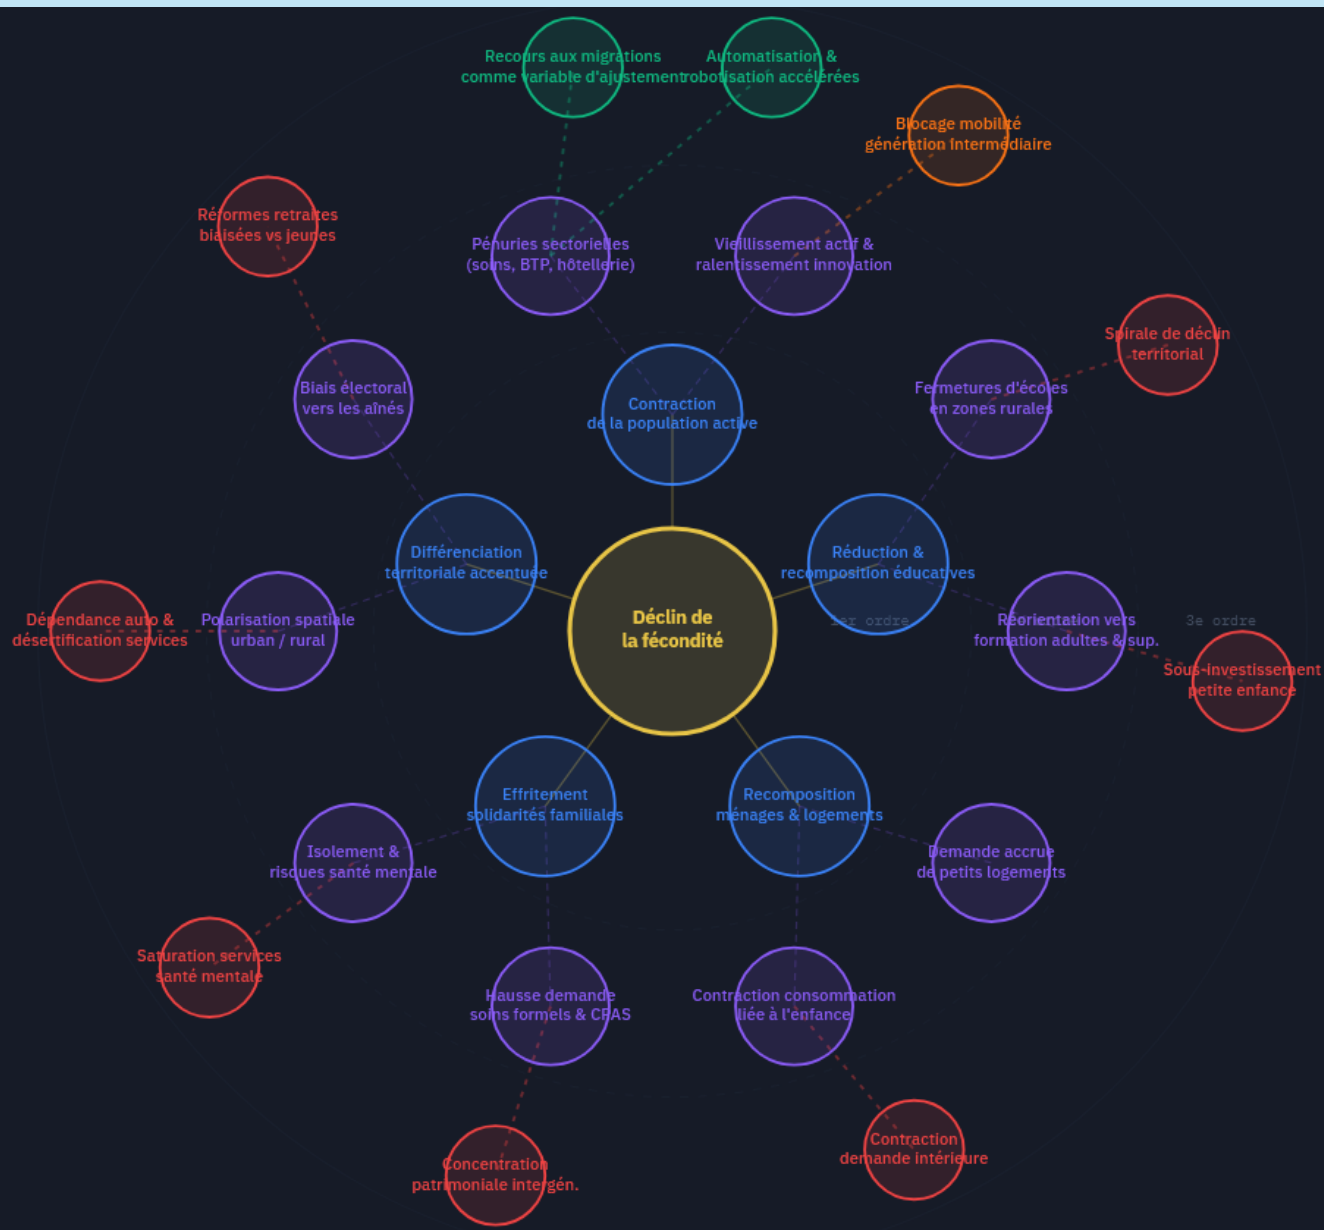 Recours aux migrations
comme variable d'ajustement
Automatisation &
robotisation accélérées
Blocage mobilité
génération intermédiaire
Réformes retraites
biaisées vs jeunes
Pénuries sectorielles
(soins, BTP, hôtellerie)
Vieillissement actif &
ralentissement innovation
Spirale de déclin
territorial
Biais électoral
vers les aînés
Contraction
de la population active
Fermetures d'écoles
en zones rurales
Différenciation
territoriale accentuée
Réduction &
recomposition éducatives
Déclin de
la fécondité
1er ordre
3e ordre
Dépendance auto &
désertification services
Polarisation spatiale
urban / rural
Réorientation vers
formation adultes & sup.
Sous-investissement
petite enfance
Effritement
solidarités familiales
Recomposition
ménages & logements
Isolement &
risques santé mentale
Demande accrue
de petits logements
Saturation services
santé mentale
Hausse demande
soins formels & CPAS
Contraction consommation
liée à l'enfance
Concentration
patrimoniale intergén.
Contraction
demande intérieure